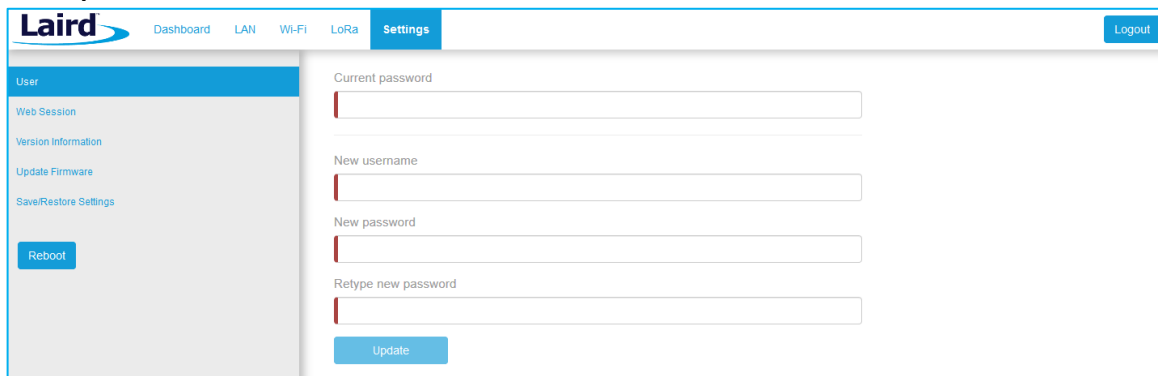 Laird
Dashboard LAN Wi-Fi LoRa Settings Logout
User
Web Session
Version Information
Update Firmware
Save/Restore Settings
Reboot
Current password
New username
New password
Retype new password
Update